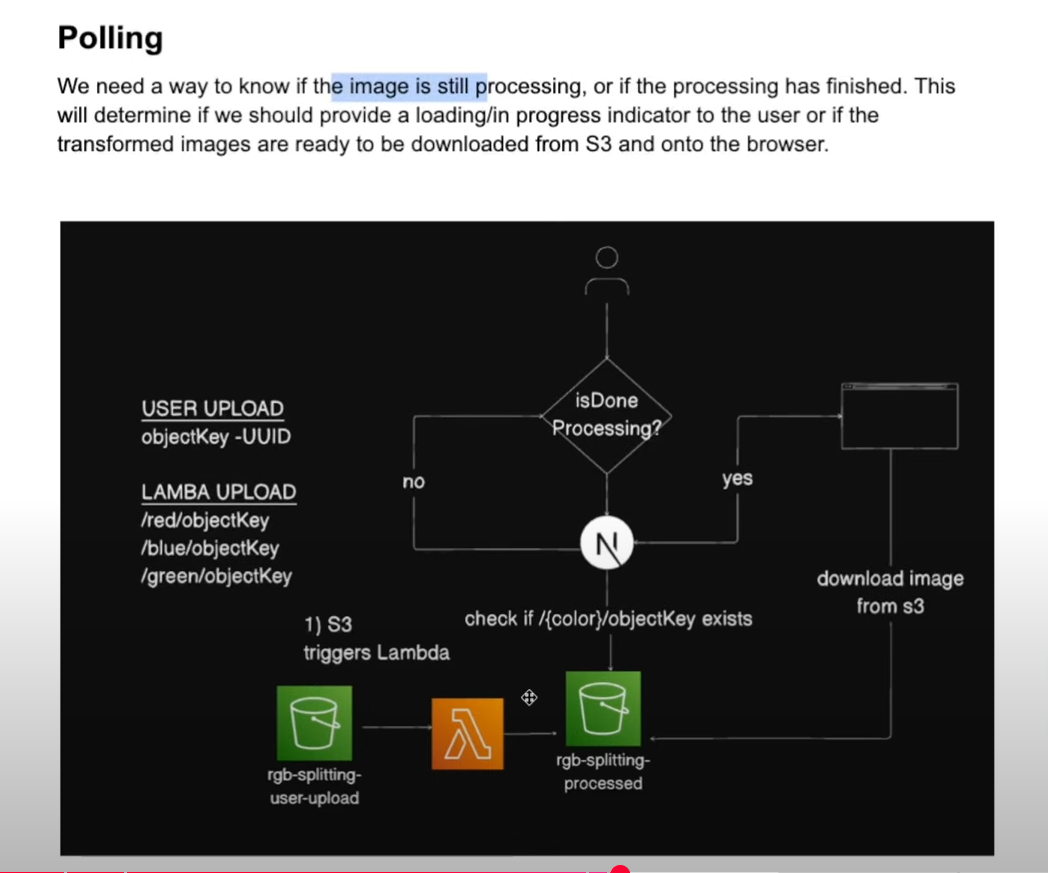 Polling
We need a way to know if the image is still processing, or if the processing has finished. This
will determine if we should provide a loading/in progress indicator to the user or if the
transformed images are ready to be downloaded from S3 and onto the browser.
isDone
Processing?
USER UPLOAD
objectKey -UUID
no
yes
LAMBA UPLOAD
/red/objectKey
/blue/objectKey
/green/objectKey
N
download image
from s3
check if /{color}/objectKey exists
1) S3
triggers Lambda
rgb-splitting-
user-upload
rgb-splitting-
processed